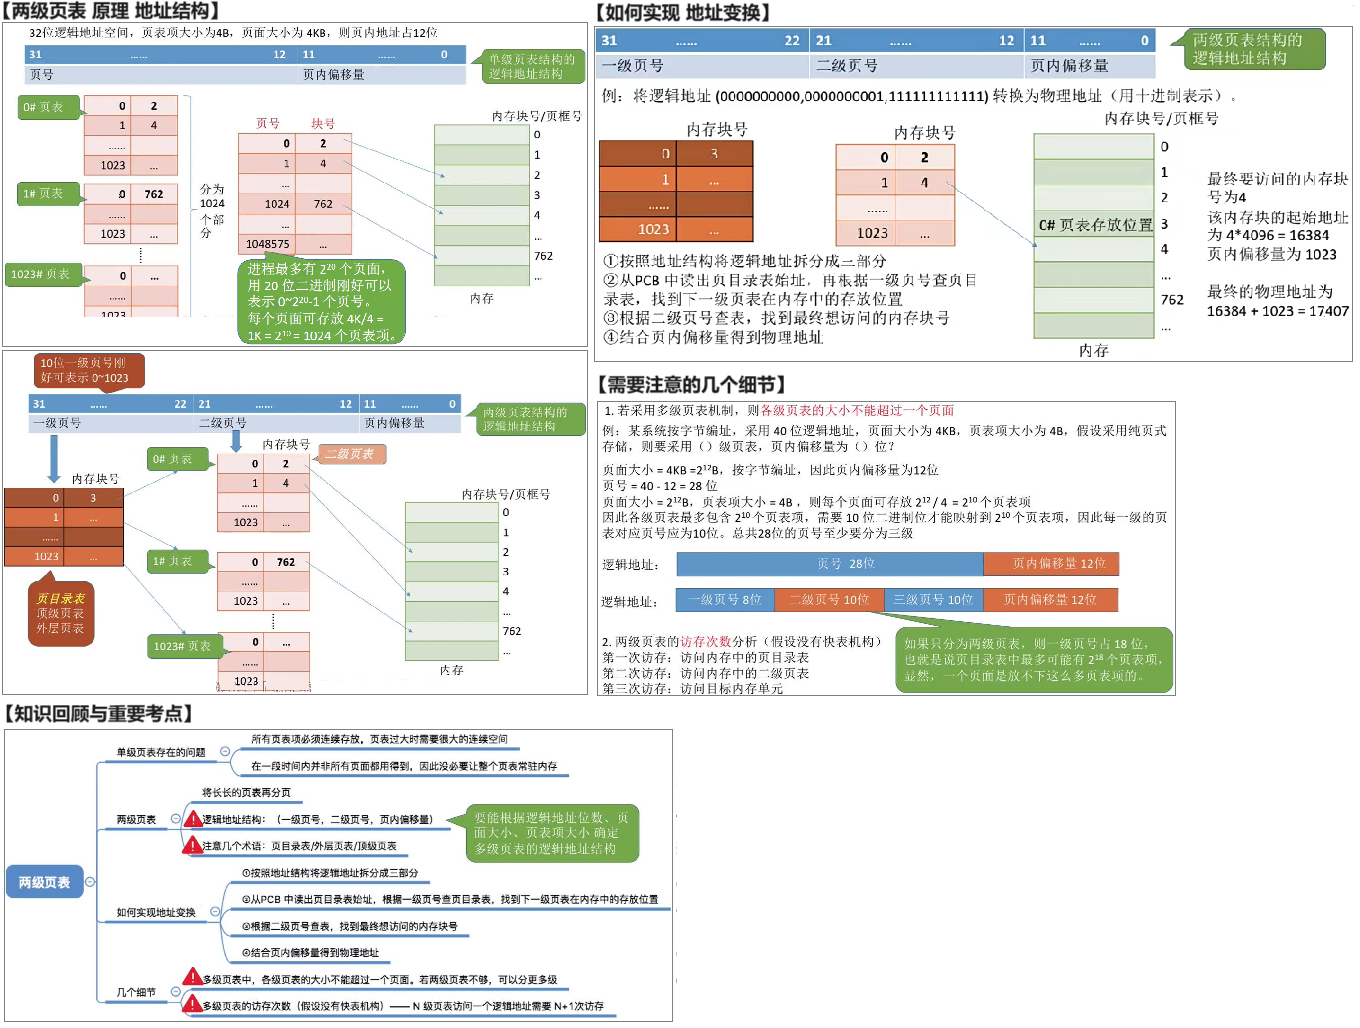 【两级页表 原理 地址结构】
32位逻辑地址空间，页表项大小为4B，页面大小为 4KB，则页内地址占12位
31 …… 12 11 …… 0
页号 页内偏移量
单级页表结构的
逻辑地址结构
0# 页表
0 2
1 4
……
1023 ...
1# 页表
0 762
……
1023 ...
1023# 页表
0 ...
……
1023 ...
分为
1024
个部
分
页号 块号
0 2
1 4
...
1024 762
...
1048575 ...
内存块号/页框号
0
1
2
3
4
...
762
...
内存
进程最多有 2²⁰ 个页面，
用 20 位二进制刚好可以
表示 0~2²⁰-1 个页号。
每个页面可存放 4K/4 =
1K = 2¹⁰ = 1024 个页表项。
10位一级页号刚
好可表示 0~1023
31 …… 22 21 …… 12 11 …… 0
一级页号 二级页号 页内偏移量
两级页表结构的
逻辑地址结构
内存块号
0 3
1 ...
……
1023 ...
页目录表
顶级页表
外层页表
0# 页表
内存块号
二级页表
0 2
1 4
……
1023 ...
1# 页表
0 762
……
1023 ...
1023# 页表
0 ...
……
1023 ...
内存块号/页框号
0
1
2
3
4
...
762
...
内存
【如何实现 地址变换】
31 …… 22 21 …… 12 11 …… 0
一级页号 二级页号 页内偏移量
两级页表结构的
逻辑地址结构
例：将逻辑地址 (0000000000,0000000001,111111111111) 转换为物理地址（用十进制表示）。
内存块号
0 3
1 ...
……
1023 ...
内存块号
0 2
1 4
……
1023 ...
内存块号/页框号
0
1
2
0# 页表存放位置 3
4
...
762
...
内存
最终要访问的内存块
号为4
该内存块的起始地址
为 4*4096 = 16384
页内偏移量为 1023
最终的物理地址为
16384 + 1023 = 17407
①按照地址结构将逻辑地址拆分成三部分
②从PCB 中读出页目录表始址，再根据一级页号查页目
录表，找到下一级页表在内存中的存放位置
③根据二级页号查表，找到最终想访问的内存块号
④结合页内偏移量得到物理地址
【需要注意的几个细节】
1. 若采用多级页表机制，则各级页表的大小不能超过一个页面
例：某系统按字节编址，采用 40 位逻辑地址，页面大小为 4KB，页表项大小为 4B，假设采用纯页式
存储，则要采用（）级页表，页内偏移量为（）位？
页面大小 = 4KB =2¹²B，按字节编址，因此页内偏移量为12位
页号 = 40 - 12 = 28 位
页面大小 = 2¹²B，页表项大小 = 4B ，则每个页面可存放 2¹² / 4 = 2¹⁰ 个页表项
因此各级页表最多包含 2¹⁰ 个页表项，需要 10 位二进制位才能映射到 2¹⁰ 个页表项，因此每一级的页
表对应页号应为10位。总共28位的页号至少要分为三级
逻辑地址： 页号 28位 页内偏移量 12位
逻辑地址： 一级页号 8位 二级页号 10位 三级页号 10位 页内偏移量 12位
如果只分为两级页表，则一级页号占 18 位，
也就是说页目录表中最多可能有 2¹⁸ 个页表项，
显然，一个页面是放不下这么多页表项的。
2. 两级页表的访存次数分析（假设没有快表机构）
第一次访存：访问内存中的页目录表
第二次访存：访问内存中的二级页表
第三次访存：访问目标内存单元
【知识回顾与重要考点】
两级页表
单级页表存在的问题
所有页表项必须连续存放，页表过大时需要很大的连续空间
在一段时间内并非所有页面都用得到，因此没必要让整个页表常驻内存
两级页表
将长长的页表再分页
逻辑地址结构：（一级页号，二级页号，页内偏移量）
注意几个术语：页目录表/外层页表/顶级页表
要能根据逻辑地址位数、页
面大小、页表项大小 确定
多级页表的逻辑地址结构
如何实现地址变换
①按照地址结构将逻辑地址拆分成三部分
②从PCB 中读出页目录表始址，根据一级页号查页目录表，找到下一级页表在内存中的存放位置
③根据二级页号查表，找到最终想访问的内存块号
④结合页内偏移量得到物理地址
几个细节
多级页表中，各级页表的大小不能超过一个页面。若两级页表不够，可以分更多级
多级页表的访存次数（假设没有快表机构）—— N 级页表访问一个逻辑地址需要 N+1次访存